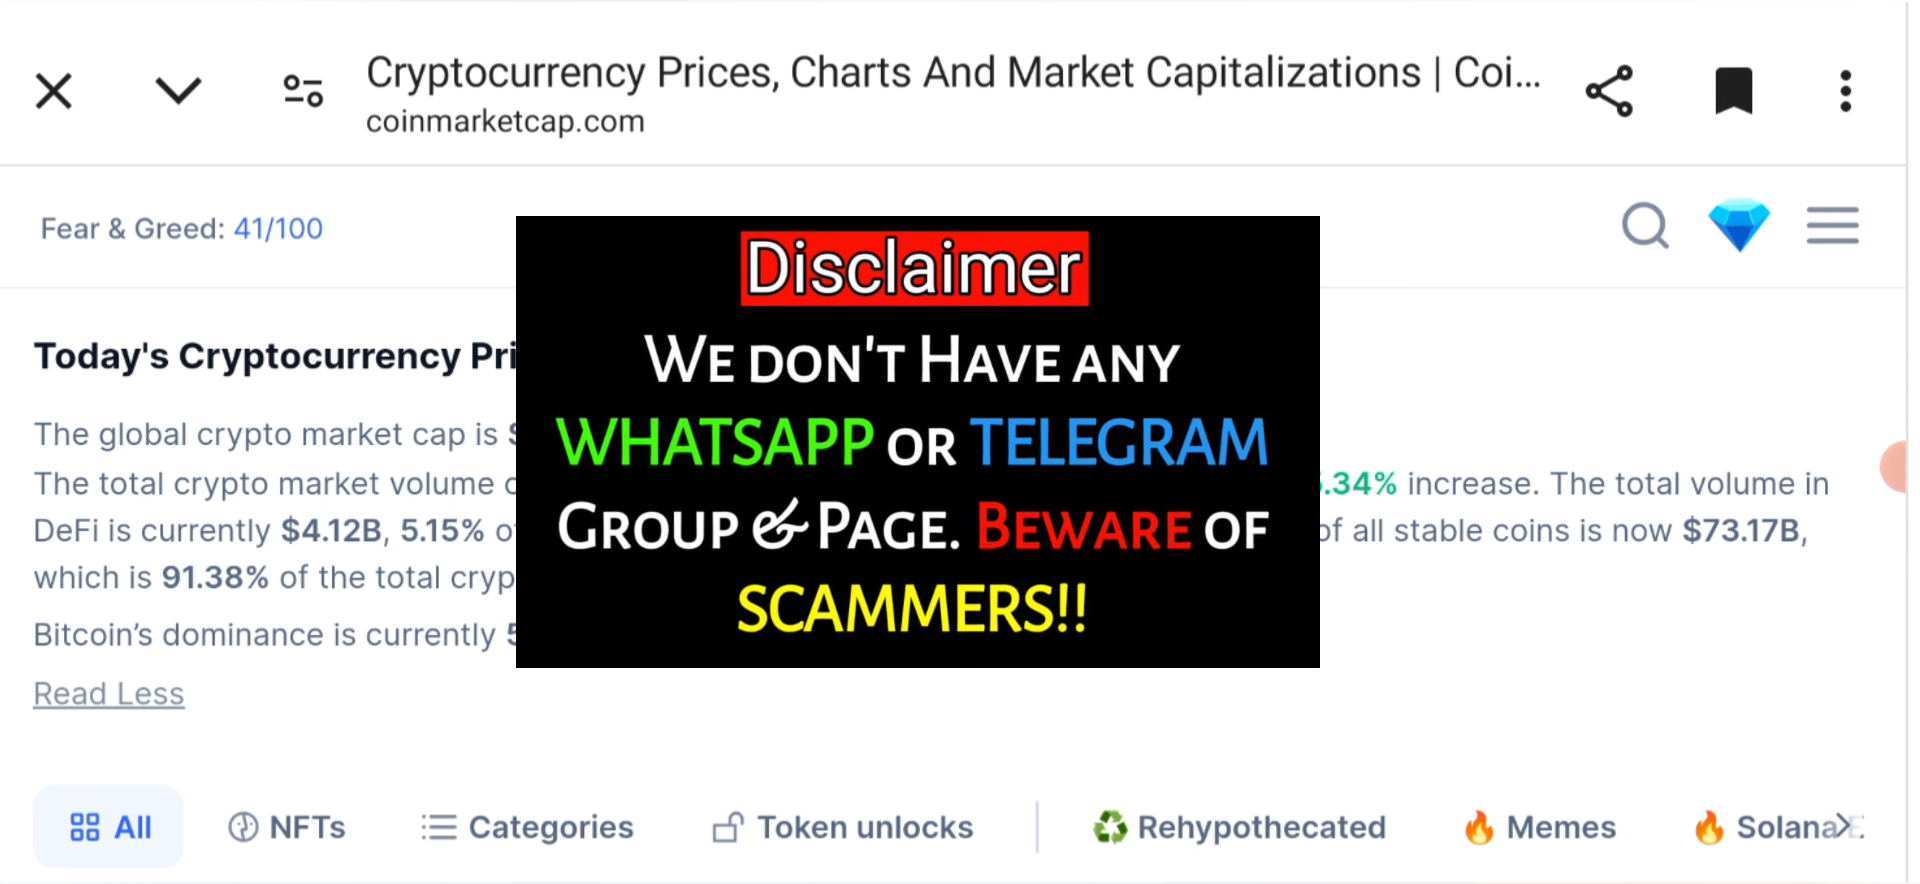 Cryptocurrency Prices, Charts And Market Capitalizations | Coi...
coinmarketcap.com
Fear & Greed: 41/100
Today's Cryptocurrency
The global crypto market cap is
The total crypto market volume
.34% increase. The total volume in
DeFi is currently $4.12B, 5.15%
of all stable coins is now $73.17B,
which is 91.38% of the total
Bitcoin's dominance is currently
Read Less
Disclaimer
WE DON'T HAVE ANY
WHATSAPP OR TELEGRAM
GROUP & PAGE. BEWARE OF
SCAMMERS!!
All NFTs Categories Token unlocks Rehypothecated Memes Solana